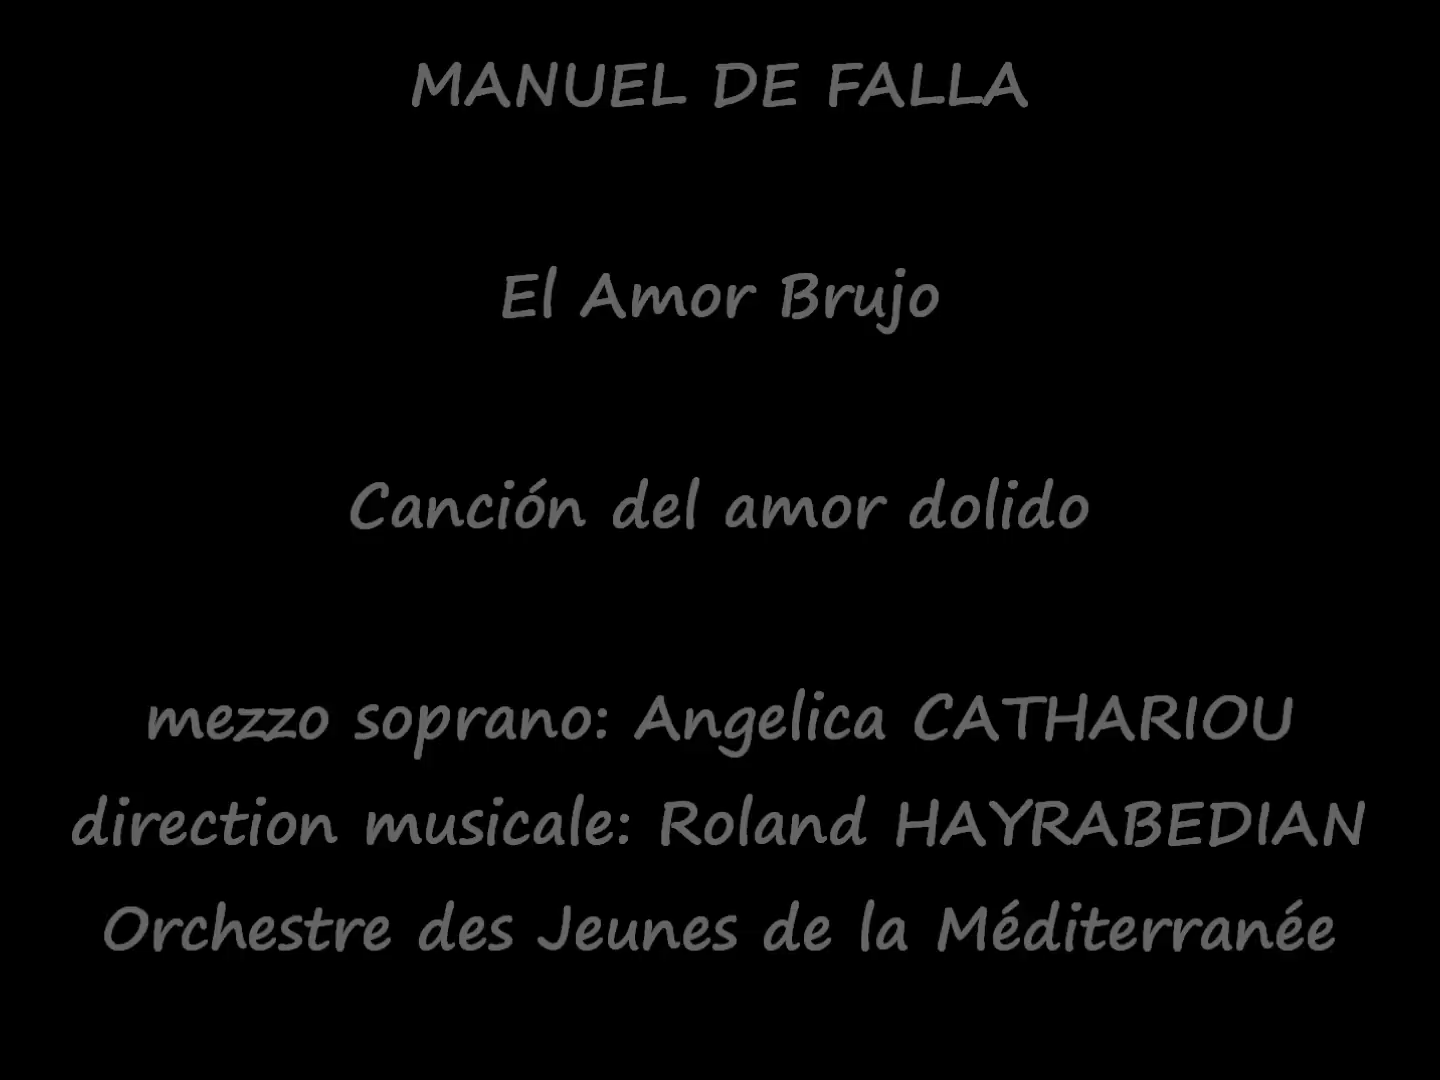 MANUEL DE FALLA
El Amor Brujo
Canción del amor dolido
mezzo soprano: Angelica CATHARIOU
direction musicale: Roland HAYRABEDIAN
Orchestre des Jeunes de la Méditerranée